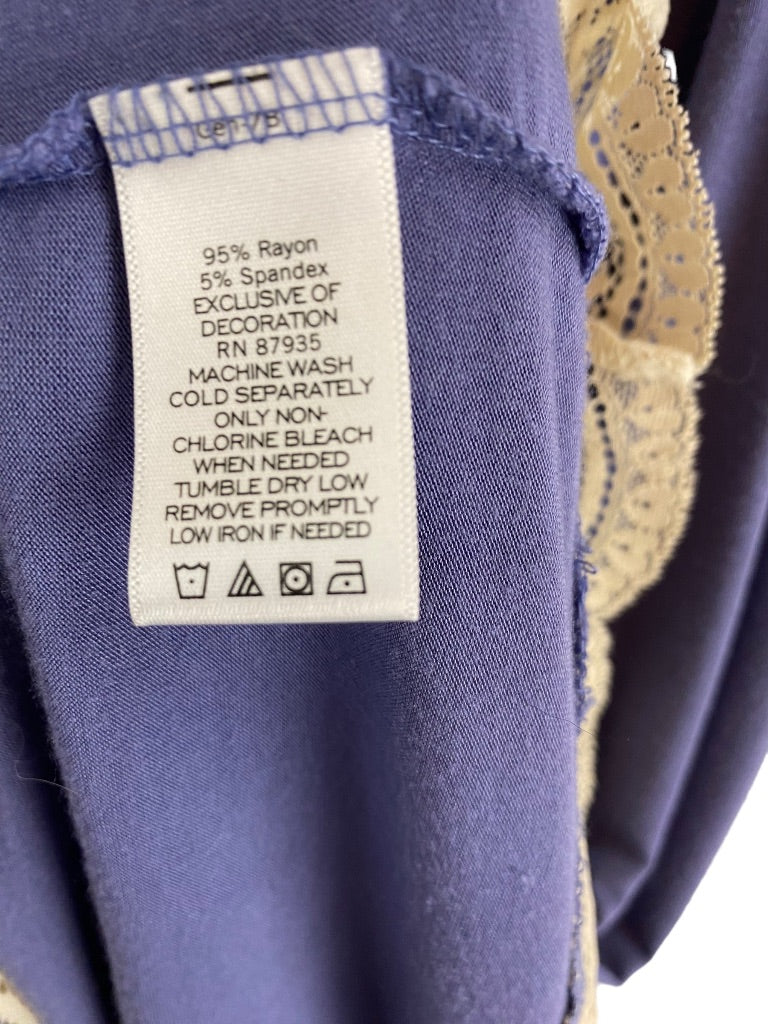 95% Rayon
5% Spandex
EXCLUSIVE OF
DECORATION
RN 87935
MACHINE WASH
COLD SEPARATELY
ONLY NON-
CHLORINE BLEACH
WHEN NEEDED
TUMBLE DRY LOW
REMOVE PROMPTLY
LOW IRON IF NEEDED